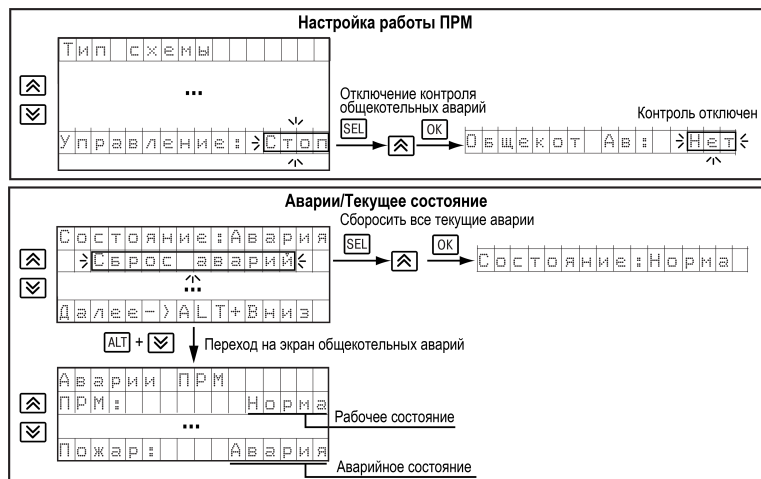 Настройка работы ПРМ
Тип схемы
...
Отключение контроля
общекотельных аварий
Контроль отключен
Управление: Стоп
SEL
OK
Общекот Ав: Нет
Аварии/Текущее состояние
Сборосить все текущие аварии
Состояние:Авария
Сброс аварий
SEL
OK
Состояние:Норма
...
Далее->ALT+Вниз
ALT + Переход на экран общекотельных аварий
Аварии ПРМ
ПРМ: Норма
Рабочее состояние
...
Пожар: Авария
Аварийное состояние